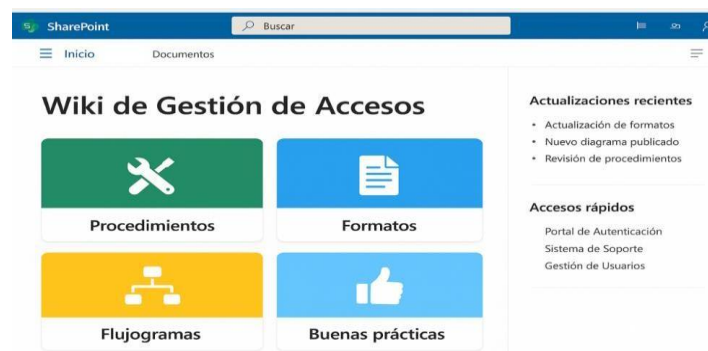 SharePoint
Buscar
Inicio
Documentos
Wiki de Gestión de Accesos
Procedimientos
Formatos
Flujogramas
Buenas prácticas
Actualizaciones recientes
• Actualización de formatos
• Nuevo diagrama publicado
• Revisión de procedimientos
Accesos rápidos
Portal de Autenticación
Sistema de Soporte
Gestión de Usuarios